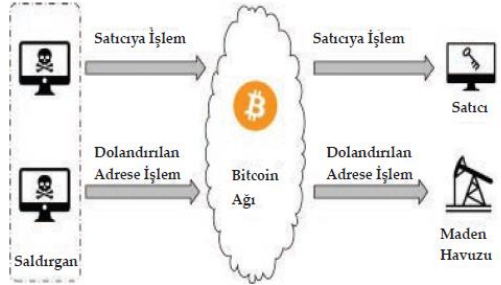 Satıcıya İşlem
Satıcıya İşlem
Satıcı
Dolandırılan
Adrese İşlem
Bitcoin
Ağı
Dolandırılan
Adrese İşlem
Saldırgan
Maden
Havuzu